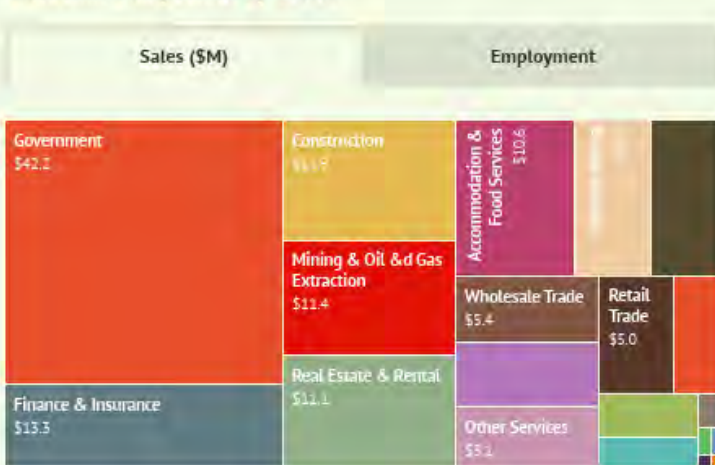 Sales ($M)
Employment
Government
$42.2
Construction
Accommodation &
Food Services
$10.6
Mining & Oil &d Gas
Extraction
$11.4
Wholesale Trade
$5.4
Retail
Trade
$5.0
Real Estate & Rental
$11.1
Finance & Insurance
$13.3
Other Services
$3.1